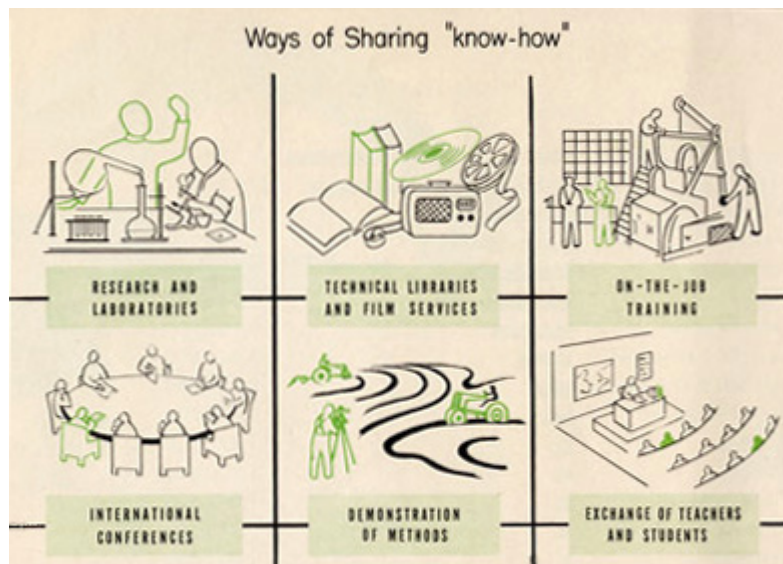 Ways of Sharing "know-how"
RESEARCH AND
LABORATORIES
TECHNICAL LIBRARIES
AND FILM SERVICES
ON-THE-JOB
TRAINING
INTERNATIONAL
CONFERENCES
DEMONSTRATION
OF METHODS
EXCHANGE OF TEACHERS
AND STUDENTS